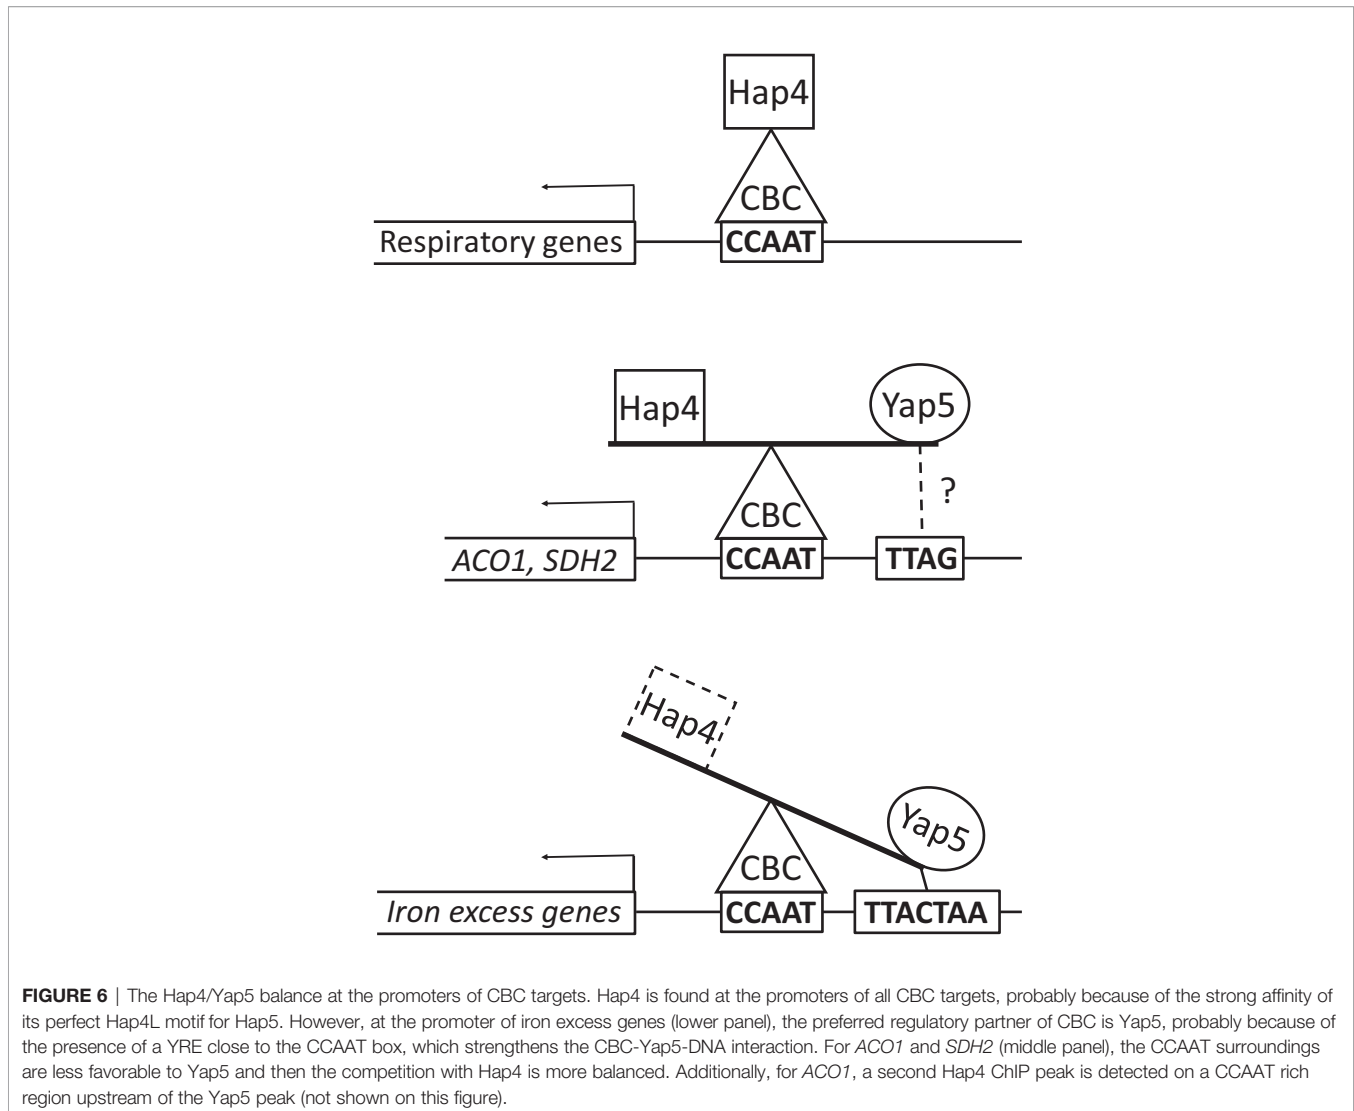 Hap4
CBC
Respiratory genes
CCAAT
Hap4
Yap5
?
CBC
ACO1, SDH2
CCAAT
TTAG
Hap4
Yap5
CBC
Iron excess genes
CCAAT
TTACTAA
FIGURE 6 | The Hap4/Yap5 balance at the promoters of CBC targets. Hap4 is found at the promoters of all CBC targets, probably because of the strong affinity of
its perfect Hap4L motif for Hap5. However, at the promoter of iron excess genes (lower panel), the preferred regulatory partner of CBC is Yap5, probably because of
the presence of a YRE close to the CCAAT box, which strengthens the CBC-Yap5-DNA interaction. For ACO1 and SDH2 (middle panel), the CCAAT surroundings
are less favorable to Yap5 and then the competition with Hap4 is more balanced. Additionally, for ACO1, a second Hap4 ChIP peak is detected on a CCAAT rich
region upstream of the Yap5 peak (not shown on this figure).